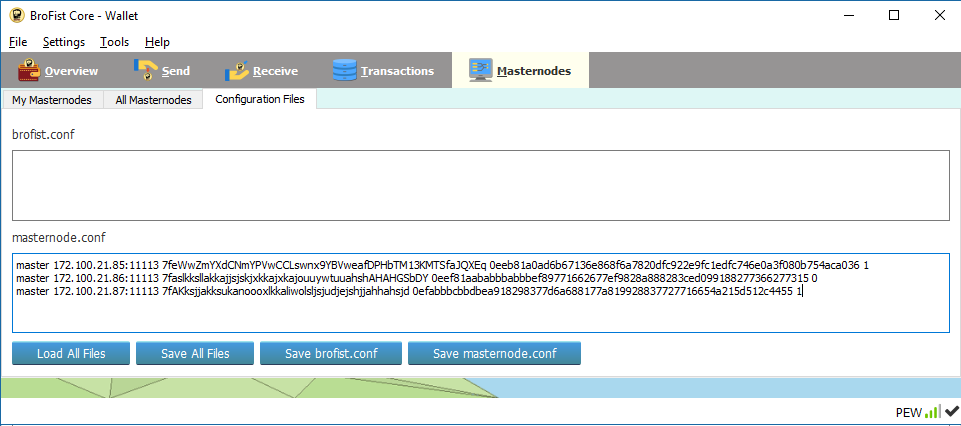 BroFist Core - Wallet
File Settings Tools Help
Overview Send Receive Transactions Masternodes
My Masternodes All Masternodes Configuration Files
brofist.conf
masternode.conf
master 172.100.21.85:11113 7feWwZmYXdCNmYPVwCCLswnx9YBVweafDPHbTM13KMTSfaJQXEq 0eeb81a0ad6b67136e868f6a7820dfc922e9fc1edfc746e0a3f080b754aca036 1
master 172.100.21.86:11113 7faslkksllakkajjsjskjxkkajxkajouuywtuuahshAHAHGSbDY 0eef81aababbbabbbef89771662677ef9828a888283ced099188277366277315 0
master 172.100.21.87:11113 7fAKksjjakksukanoooxlkkaliwolsljsjudjejshjjahhahsjd 0efabbbcbbdbea918298377d6a688177a819928837727716654a215d512c4455 1
Load All Files Save All Files Save brofist.conf Save masternode.conf
PEW